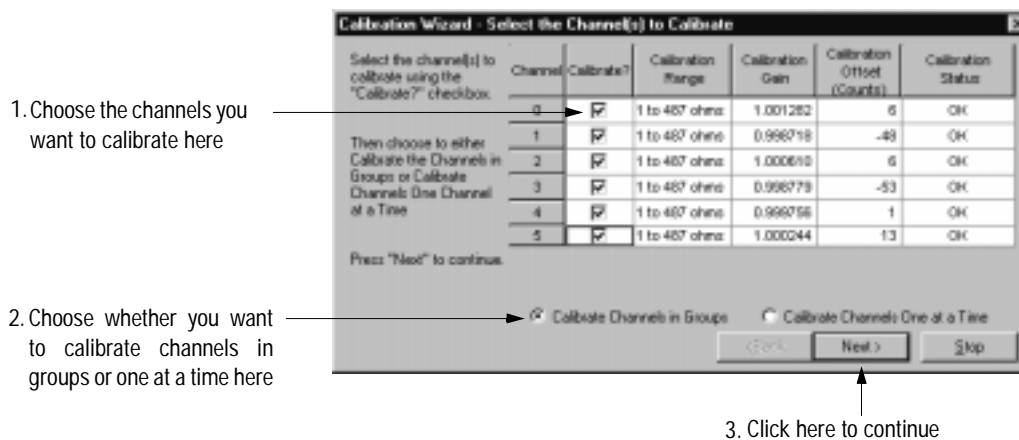 Calibration Wizard - Select the Channel(s) to Calibrate
Select the channel(s) to
calibrate using the
"Calibrate?" checkbox.
Then choose to either
Calibrate the Channels in
Groups or Calibrate
Channels One Channel
at a Time
Press "Next" to continue.
Channel Calibrate? Calibration Range Calibration Gain Calibration Offset (Counts) Calibration Status
0 1 to 487 ohms 1.001282 6 OK
1 1 to 487 ohms 0.998718 -48 OK
2 1 to 487 ohms 1.000610 6 OK
3 1 to 487 ohms 0.998779 -53 OK
4 1 to 487 ohms 0.999756 1 OK
5 1 to 487 ohms 1.000244 13 OK
1. Choose the channels you
want to calibrate here
2. Choose whether you want
to calibrate channels in
groups or one at a time here
Calibrate Channels in Groups Calibrate Channels One at a Time
<Back Next > Stop
3. Click here to continue